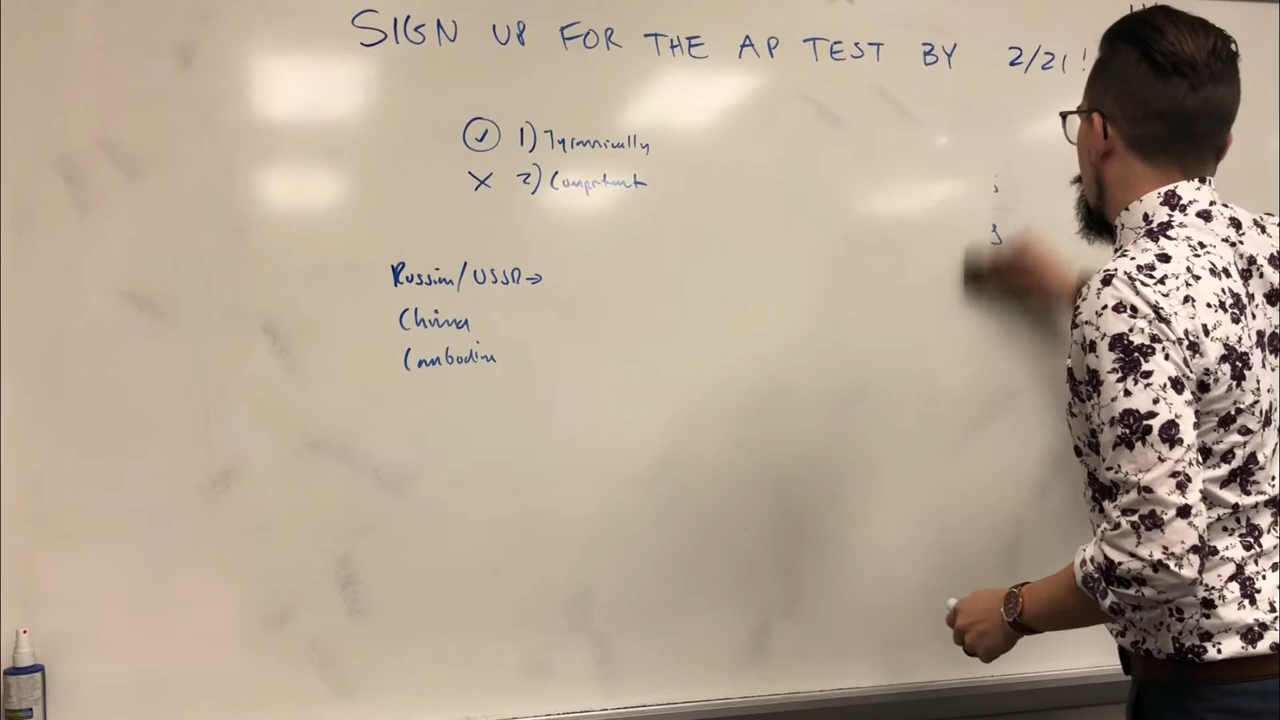 SIGN UP FOR THE AP TEST BY 2/21!
✓ 1) Tyrannically
X 2) Competent
Russia/USSR→
China
Cambodia